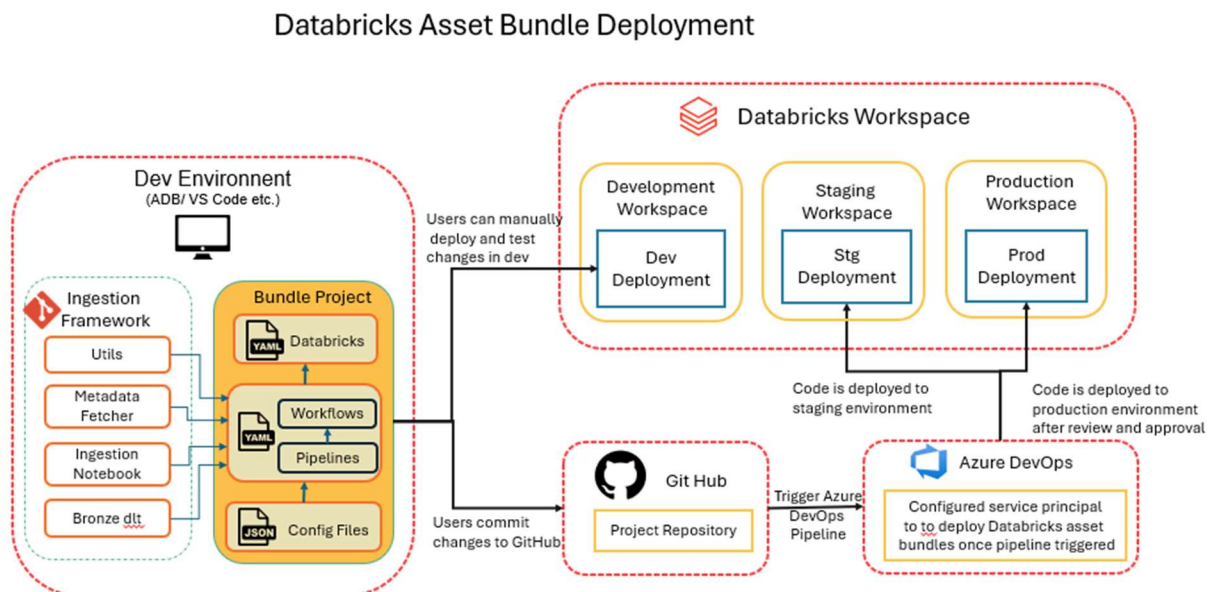 Databricks Asset Bundle Deployment
Dev Environnent
(ADB/ VS Code etc.)
Ingestion
Framework
Utils
Metadata
Fetcher
Ingestion
Notebook
Bronze dlt
Bundle Project
YAML
Databricks
YAML
Workflows
Pipelines
JSON
Config Files
Users can manually
deploy and test
changes in dev
Users commit
changes to GitHub
Databricks Workspace
Development
Workspace
Dev
Deployment
Staging
Workspace
Stg
Deployment
Production
Workspace
Prod
Deployment
Code is deployed to
staging environment
Code is deployed to
production environment
after review and approval
Git Hub
Project Repository
Trigger Azure
DevOps
Pipeline
Azure DevOps
Configured service principal
to to deploy Databricks asset
bundles once pipeline triggered